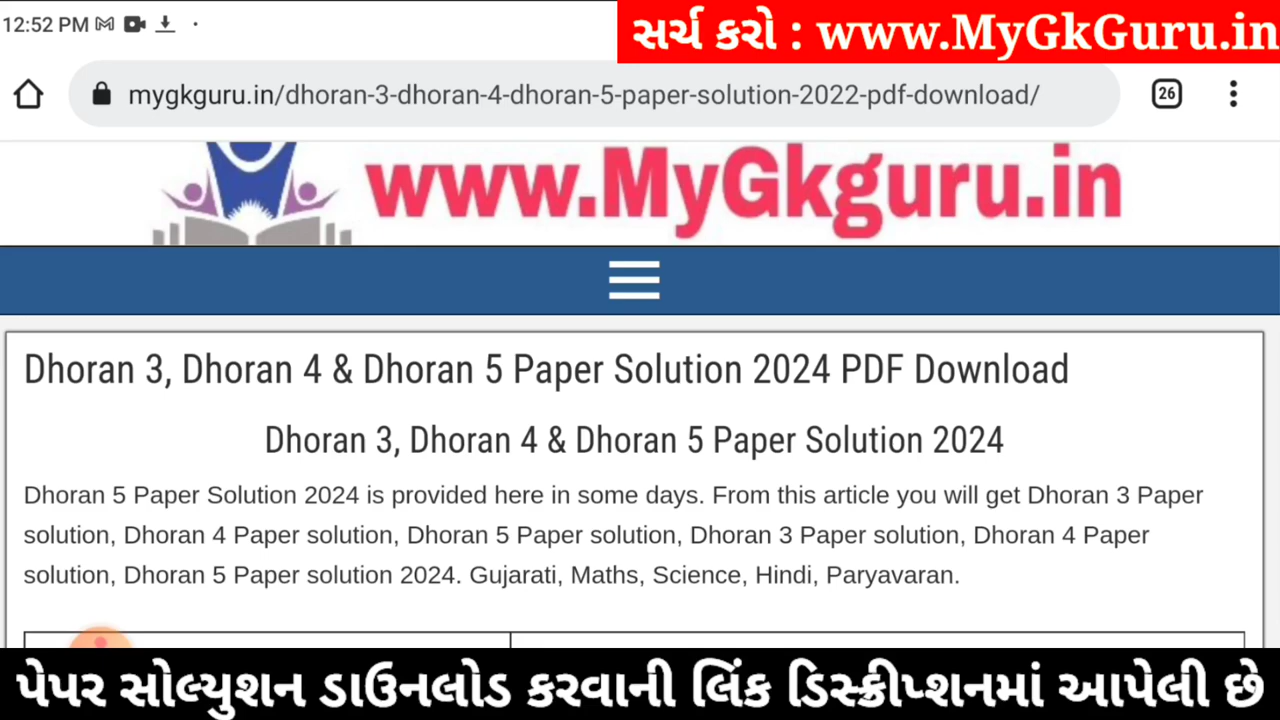 12:52 PM
સર્ચ કરો : www.MyGkGuru.in
mygkguru.in/dhoran-3-dhoran-4-dhoran-5-paper-solution-2022-pdf-download/
26
www.MyGkguru.in
Dhoran 3, Dhoran 4 & Dhoran 5 Paper Solution 2024 PDF Download
Dhoran 3, Dhoran 4 & Dhoran 5 Paper Solution 2024
Dhoran 5 Paper Solution 2024 is provided here in some days. From this article you will get Dhoran 3 Paper
solution, Dhoran 4 Paper solution, Dhoran 5 Paper solution, Dhoran 3 Paper solution, Dhoran 4 Paper
solution, Dhoran 5 Paper solution 2024. Gujarati, Maths, Science, Hindi, Paryavaran.
પેપર સોલ્યુશન ડાઉનલોડ કરવાની લિંક ડિસ્ક્રીપ્શનમાં આપેલી છે